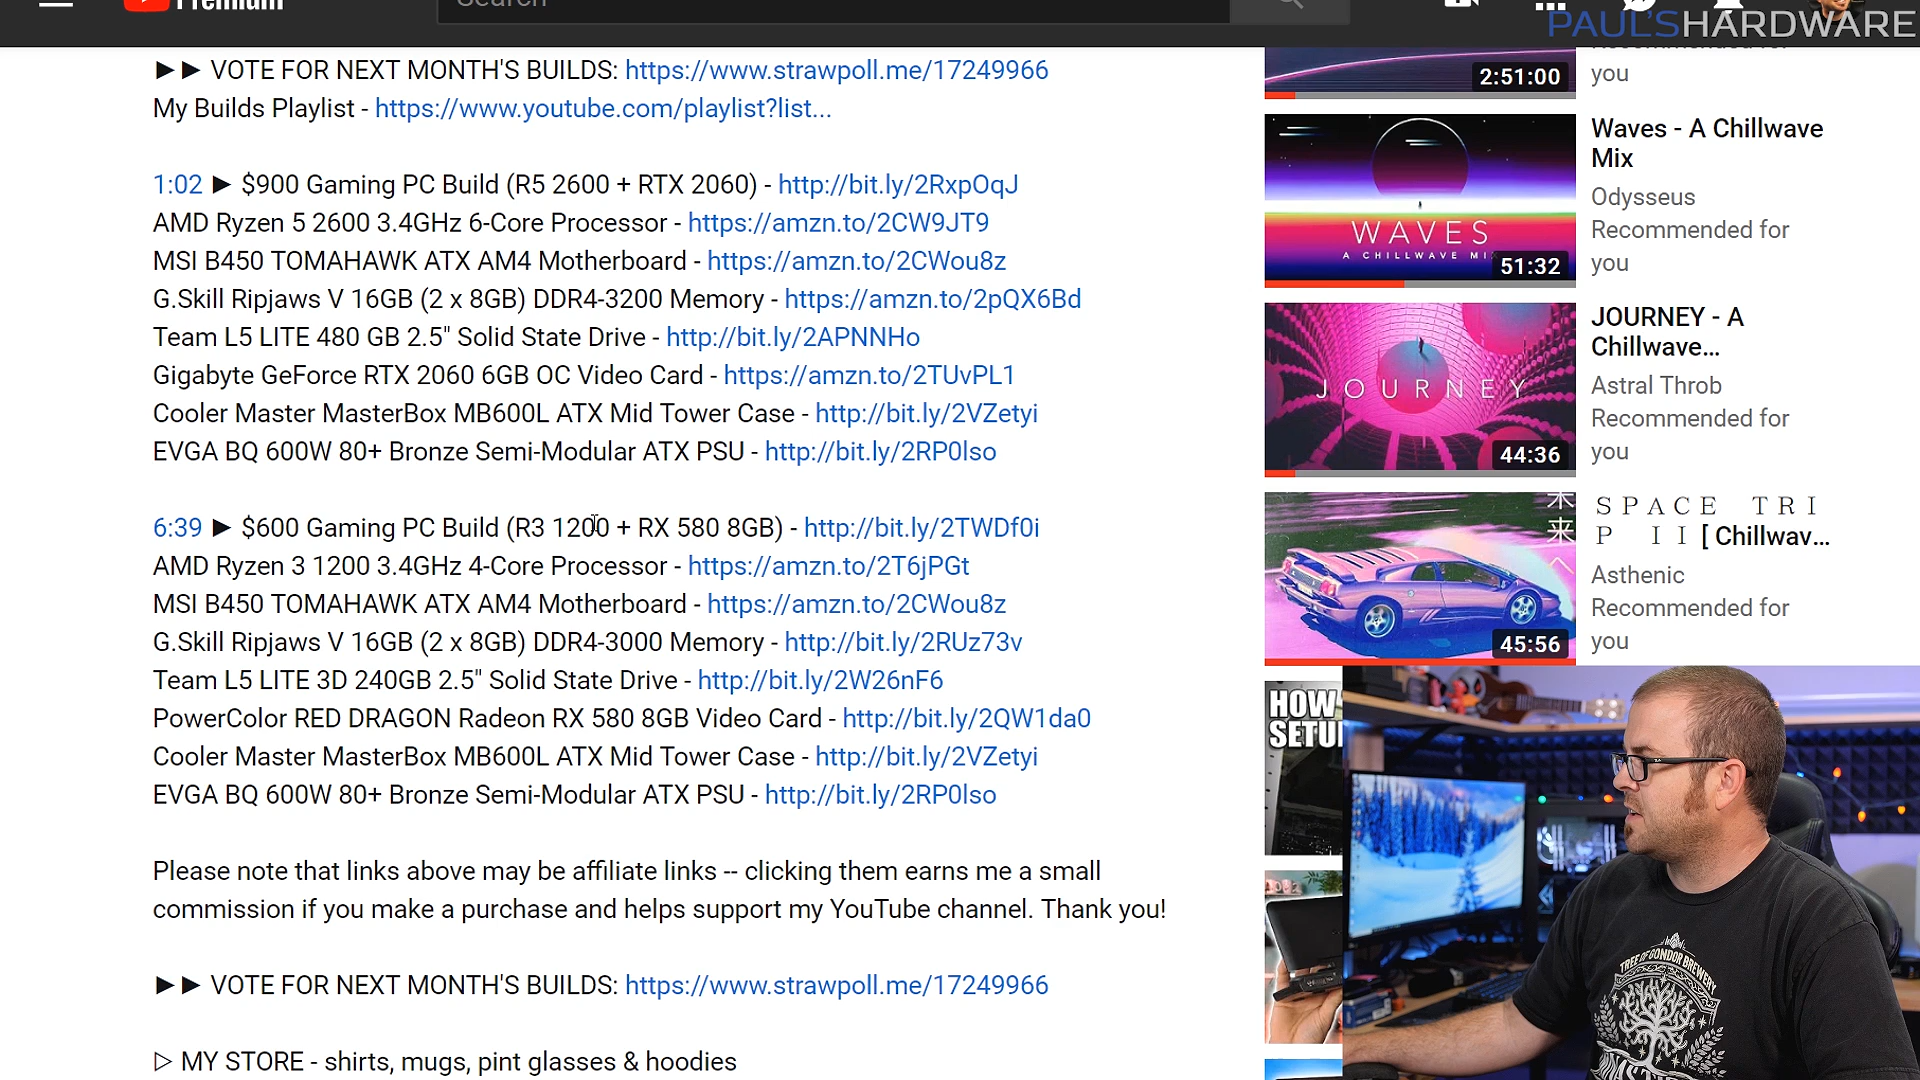 Premium
Search
PAUL'SHARDWARE
►► VOTE FOR NEXT MONTH'S BUILDS: https://www.strawpoll.me/17249966
My Builds Playlist - https://www.youtube.com/playlist?list...
1:02 ► $900 Gaming PC Build (R5 2600 + RTX 2060) - http://bit.ly/2RxpOqJ
AMD Ryzen 5 2600 3.4GHz 6-Core Processor - https://amzn.to/2CW9JT9
MSI B450 TOMAHAWK ATX AM4 Motherboard - https://amzn.to/2CWou8z
G.Skill Ripjaws V 16GB (2 x 8GB) DDR4-3200 Memory - https://amzn.to/2pQX6Bd
Team L5 LITE 480 GB 2.5" Solid State Drive - http://bit.ly/2APNNHo
Gigabyte GeForce RTX 2060 6GB OC Video Card - https://amzn.to/2TUvPL1
Cooler Master MasterBox MB600L ATX Mid Tower Case - http://bit.ly/2VZetyi
EVGA BQ 600W 80+ Bronze Semi-Modular ATX PSU - http://bit.ly/2RP0lso
6:39 ► $600 Gaming PC Build (R3 1200 + RX 580 8GB) - http://bit.ly/2TWDf0i
AMD Ryzen 3 1200 3.4GHz 4-Core Processor - https://amzn.to/2T6jPGt
MSI B450 TOMAHAWK ATX AM4 Motherboard - https://amzn.to/2CWou8z
G.Skill Ripjaws V 16GB (2 x 8GB) DDR4-3000 Memory - http://bit.ly/2RUz73v
Team L5 LITE 3D 240GB 2.5" Solid State Drive - http://bit.ly/2W26nF6
PowerColor RED DRAGON Radeon RX 580 8GB Video Card - http://bit.ly/2QW1da0
Cooler Master MasterBox MB600L ATX Mid Tower Case - http://bit.ly/2VZetyi
EVGA BQ 600W 80+ Bronze Semi-Modular ATX PSU - http://bit.ly/2RP0lso
Please note that links above may be affiliate links -- clicking them earns me a small
commission if you make a purchase and helps support my YouTube channel. Thank you!
►► VOTE FOR NEXT MONTH'S BUILDS: https://www.strawpoll.me/17249966
▷ MY STORE - shirts, mugs, pint glasses & hoodies
Recommended for
you
2:51:00
Waves - A Chillwave
Mix
Odysseus
Recommended for
you
WAVES
A CHILLWAVE MI
51:32
JOURNEY - A
Chillwave...
Astral Throb
Recommended for
you
JOURNEY
44:36
ＳＰＡＣＥ ＴＲＩ
Ｐ ＩＩ [ Chillwav...
Asthenic
Recommended for
you
未来へ
45:56
HOW
SETU
TREE OF GONDOR BREWERY